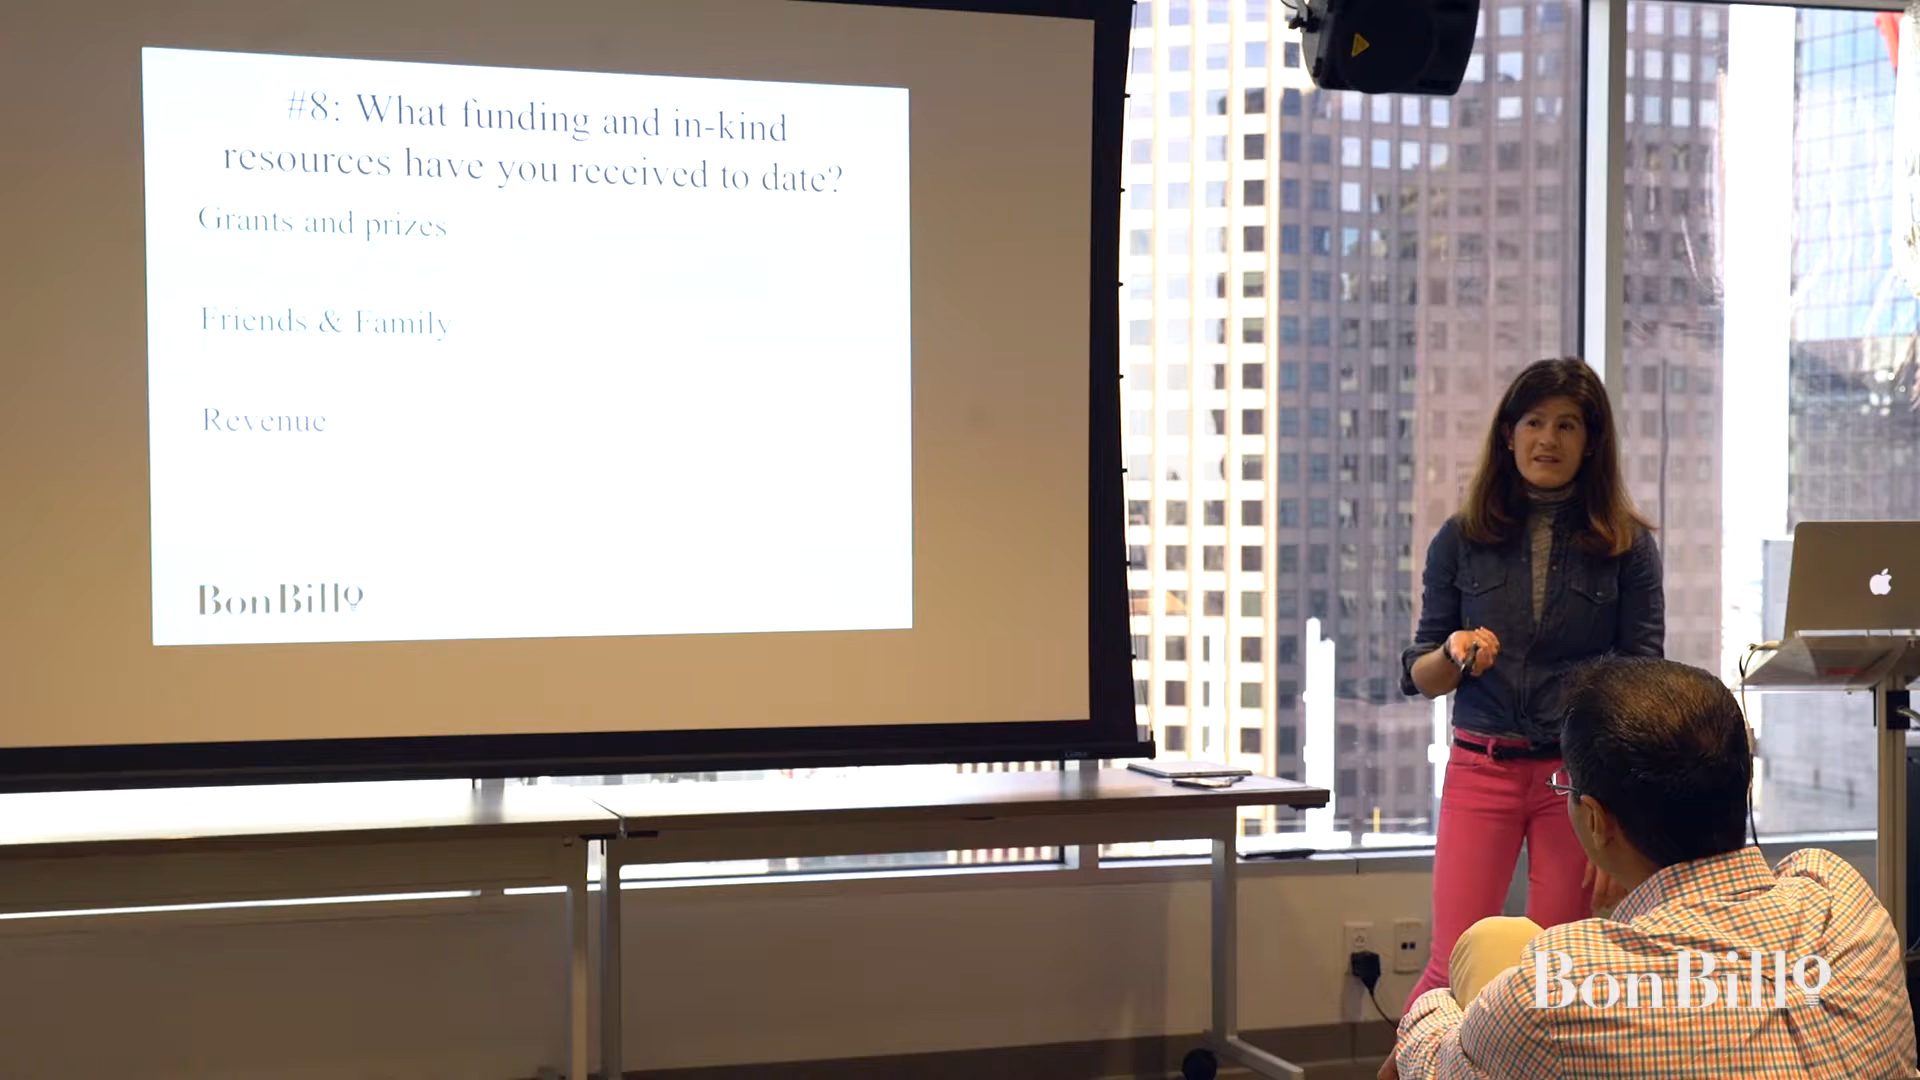 #8: What funding and in-kind
resources have you received to date?
Grants and prizes
Friends & Family
Revenue
BonBillo
BonBillo